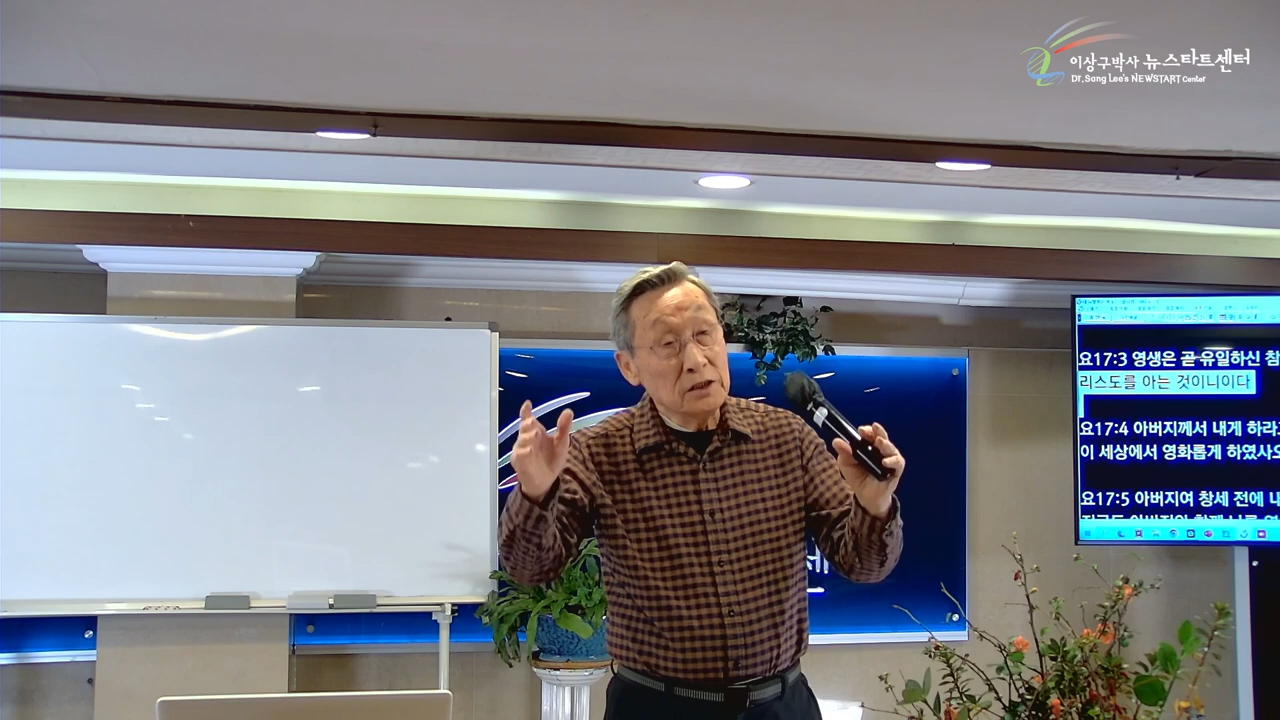 이상구박사 뉴스타트센터
Dr. Sang Lee's NEWSTART Center
요17:3 영생은 곧 유일하신 참
리스도를 아는 것이니이다
요17:4 아버지께서 내게 하라
이 세상에서 영화롭게 하였사오
요17:5 아버지여 창세 전에 내
세